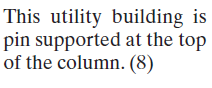 This utility building is
pin supported at the top
of the column. (8)